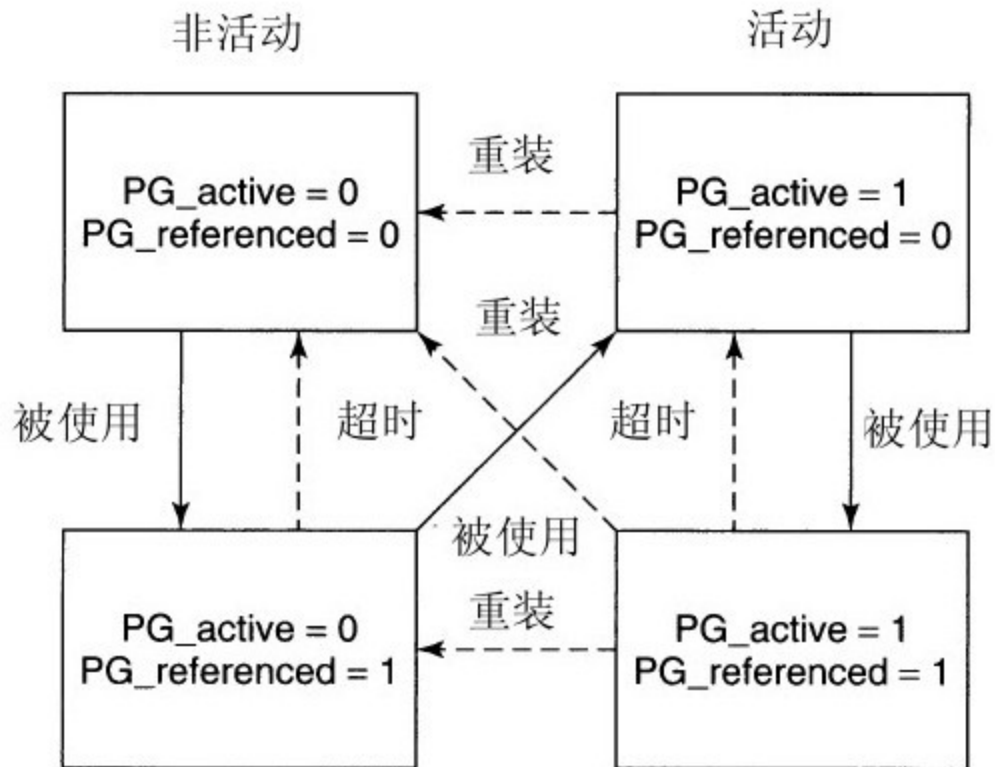 非活动
活动
PG_active = 0
PG_referenced = 0
重装
PG_active = 1
PG_referenced = 0
重装
被使用
超时
超时
被使用
被使用
PG_active = 0
PG_referenced = 1
重装
PG_active = 1
PG_referenced = 1